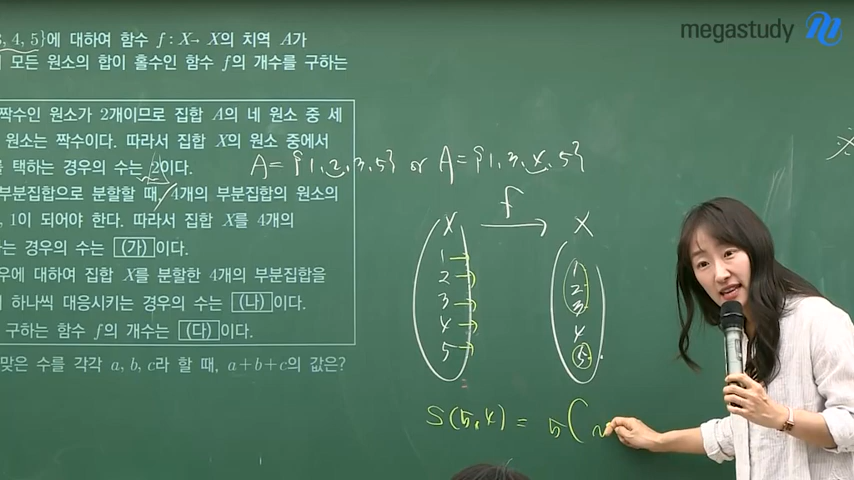 megastudy
, 4, 5}에 대하여 함수 f : X → X의 치역 A가
모든 원소의 합이 홀수인 함수 f의 개수를 구하는
짝수인 원소가 2개이므로 집합 A의 네 원소 중 세
원소는 짝수이다. 따라서 집합 X의 원소 중에서
를 택하는 경우의 수는 2이다.
A = {1, 2, 3, 5} or A = {1, 3, 4, 5}
부분집합으로 분할할 때, 4개의 부분집합의 원소의
, 1이 되어야 한다. 따라서 집합 X를 4개의
는 경우의 수는 (가)이다.
우에 대하여 집합 X를 분할한 4개의 부분집합을
하나씩 대응시키는 경우의 수는 (나)이다.
구하는 함수 f의 개수는 (다)이다.
맞은 수를 각각 a, b, c라 할 때, a+b+c의 값은?
f
X → X
1 1
2 2
3 3
4 4
5 5
S(5, 4) = 5(